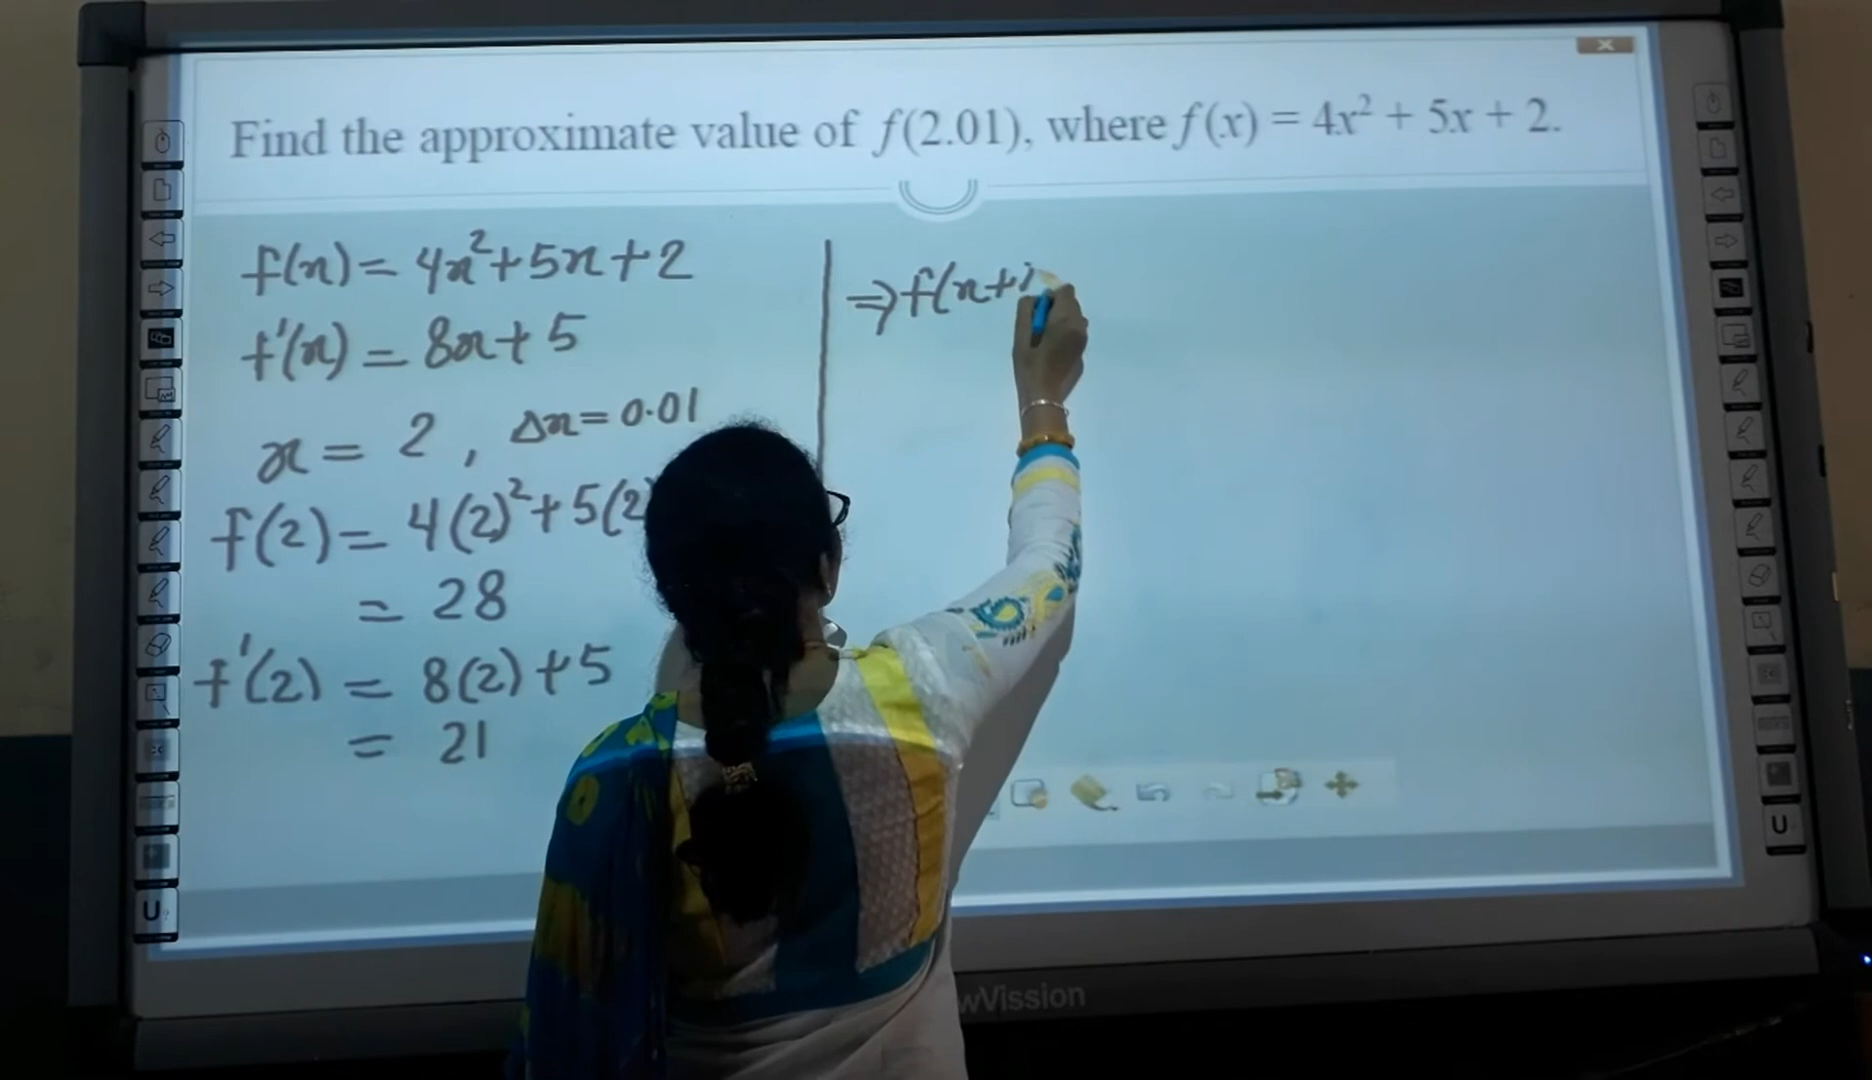 Find the approximate value of f(2.01), where f(x) = 4x² + 5x + 2.
f(x) = 4x²+5x+2
f'(x) = 8x+5
x = 2 , Δx = 0.01
f(2) = 4(2)²+5(2
= 28
f'(2) = 8(2)+5
= 21
⇒ f(x+
wVission